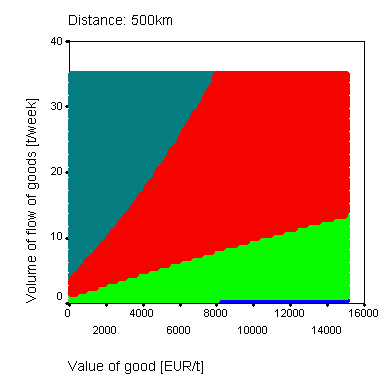 Distance: 500km
Volume of flow of goods [t/week]
40
30
20
10
0
0 4000 6000 8000 12000 16000
2000 10000 14000
Value of good [EUR/t]